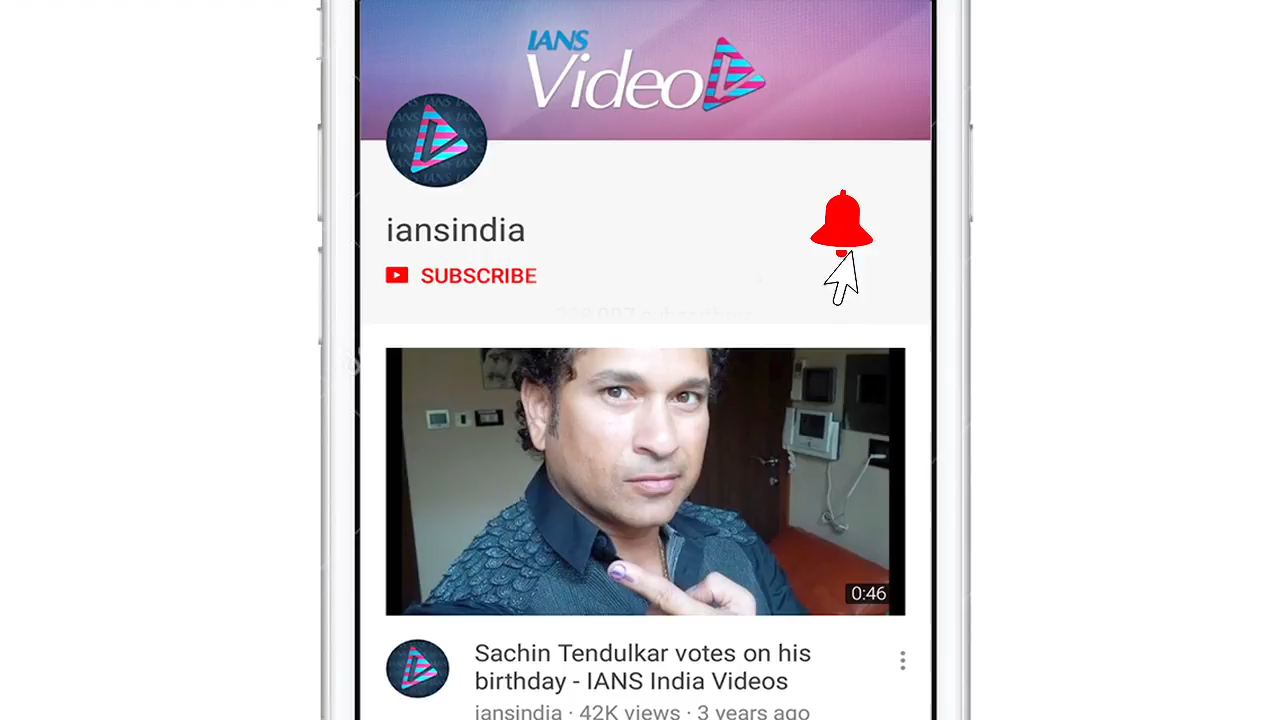 IANS
Video
iansindia
SUBSCRIBE
0:46
Sachin Tendulkar votes on his
birthday - IANS India Videos
iansindia · 42K views · 3 years ago